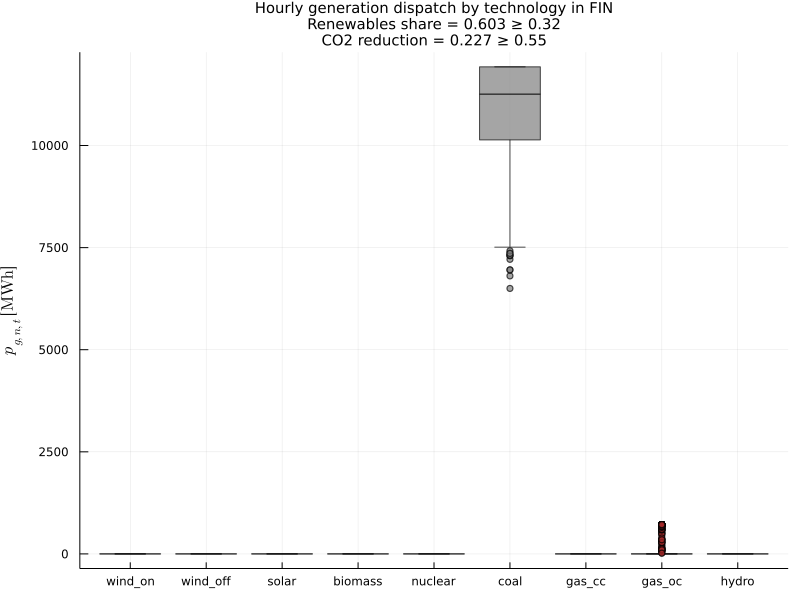 Hourly generation dispatch by technology in FIN
Renewables share = 0.603 ≥ 0.32
CO2 reduction = 0.227 ≥ 0.55
10000
7500
5000
2500
0
p g,n,t [MWh]
wind_on wind_off solar biomass nuclear coal gas_cc gas_oc hydro